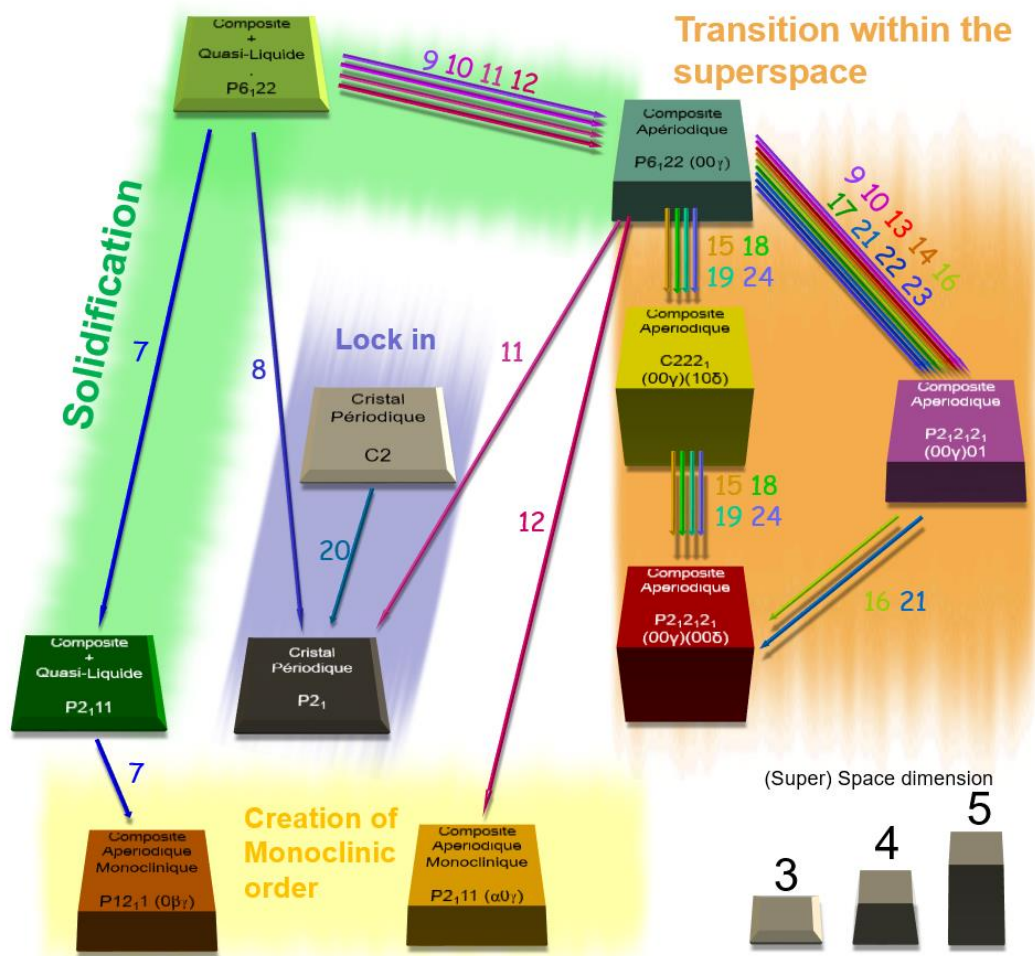 Composite
+
Quasi-Liquide
.
P6₁22
Transition within the
superspace
9 10 11 12
Composite
Apériodique
P6₁22 (00γ)
9 10 13 14 16
17 21 22 23
15 18
19 24
Solidification
7
8
Lock in
11
Composite
Aperiodique
C222₁
(00γ)(10δ)
Cristal
Périodique
C2
Composite
Aperiodique
P2₁2₁2₁
(00γ)01
15 18
19 24
12
20
Composite
Aperiodique
P2₁2₁2₁
(00γ)(00δ)
16 21
Composite
+
Quasi-Liquide
P2₁11
Cristal
Périodique
P2₁
7
Creation of
Monoclinic
order
Composite
Aperiodique
Monoclinique
P12₁1 (0βγ)
Composite
Aperiodique
Monoclinique
P2₁11 (α0γ)
(Super) Space dimension
3
4
5